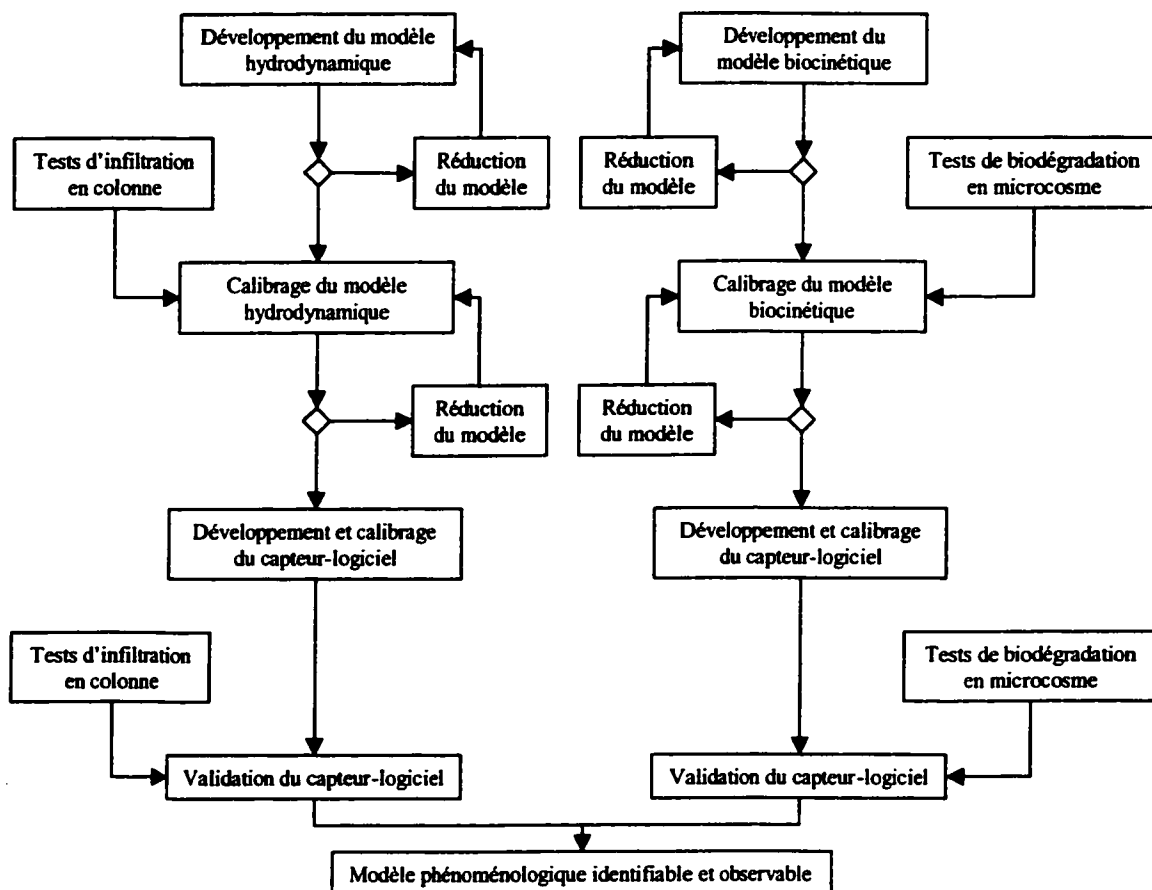 Développement du modèle
hydrodynamique
Développement du
modèle biocinétique
Tests d'infiltration
en colonne
Réduction
du modèle
Réduction
du modèle
Tests de biodégradation
en microcosme
Calibrage du modèle
hydrodynamique
Calibrage du modèle
biocinétique
Réduction
du modèle
Réduction
du modèle
Développement et calibrage
du capteur-logiciel
Développement et calibrage
du capteur-logiciel
Tests d'infiltration
en colonne
Tests de biodégradation
en microcosme
Validation du capteur-logiciel
Validation du capteur-logiciel
Modèle phénoménologique identifiable et observable